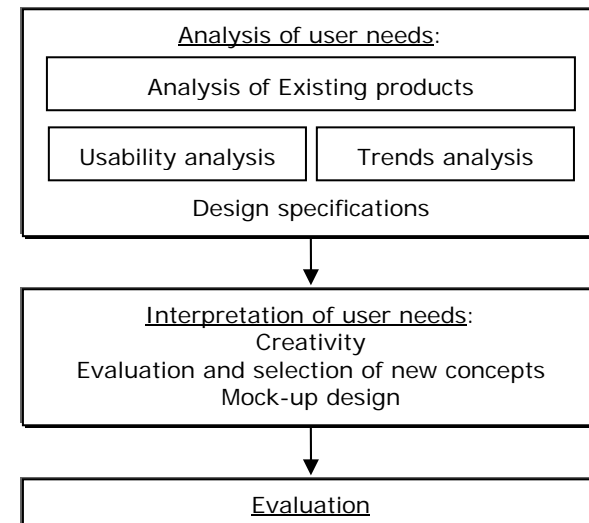 Analysis of user needs:
Analysis of Existing products
Usability analysis
Trends analysis
Design specifications
Interpretation of user needs:
Creativity
Evaluation and selection of new concepts
Mock-up design
Evaluation